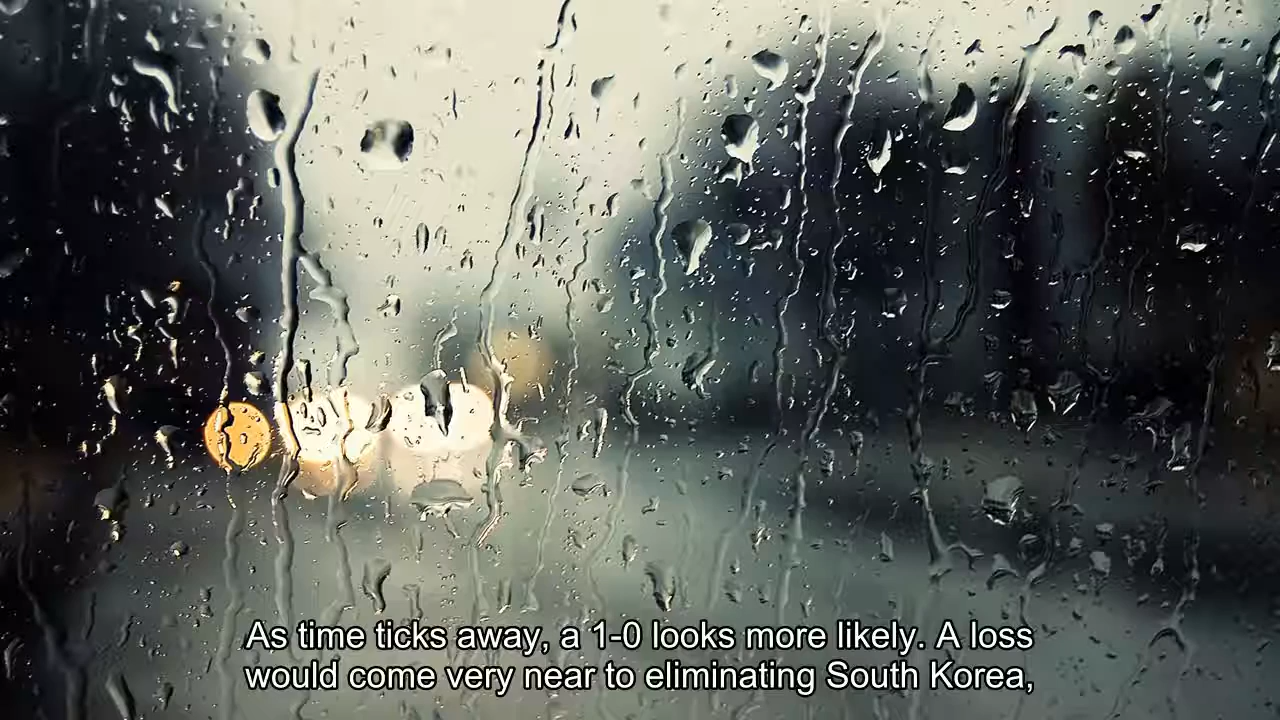 As time ticks away, a 1-0 looks more likely. A loss
would come very near to eliminating South Korea,